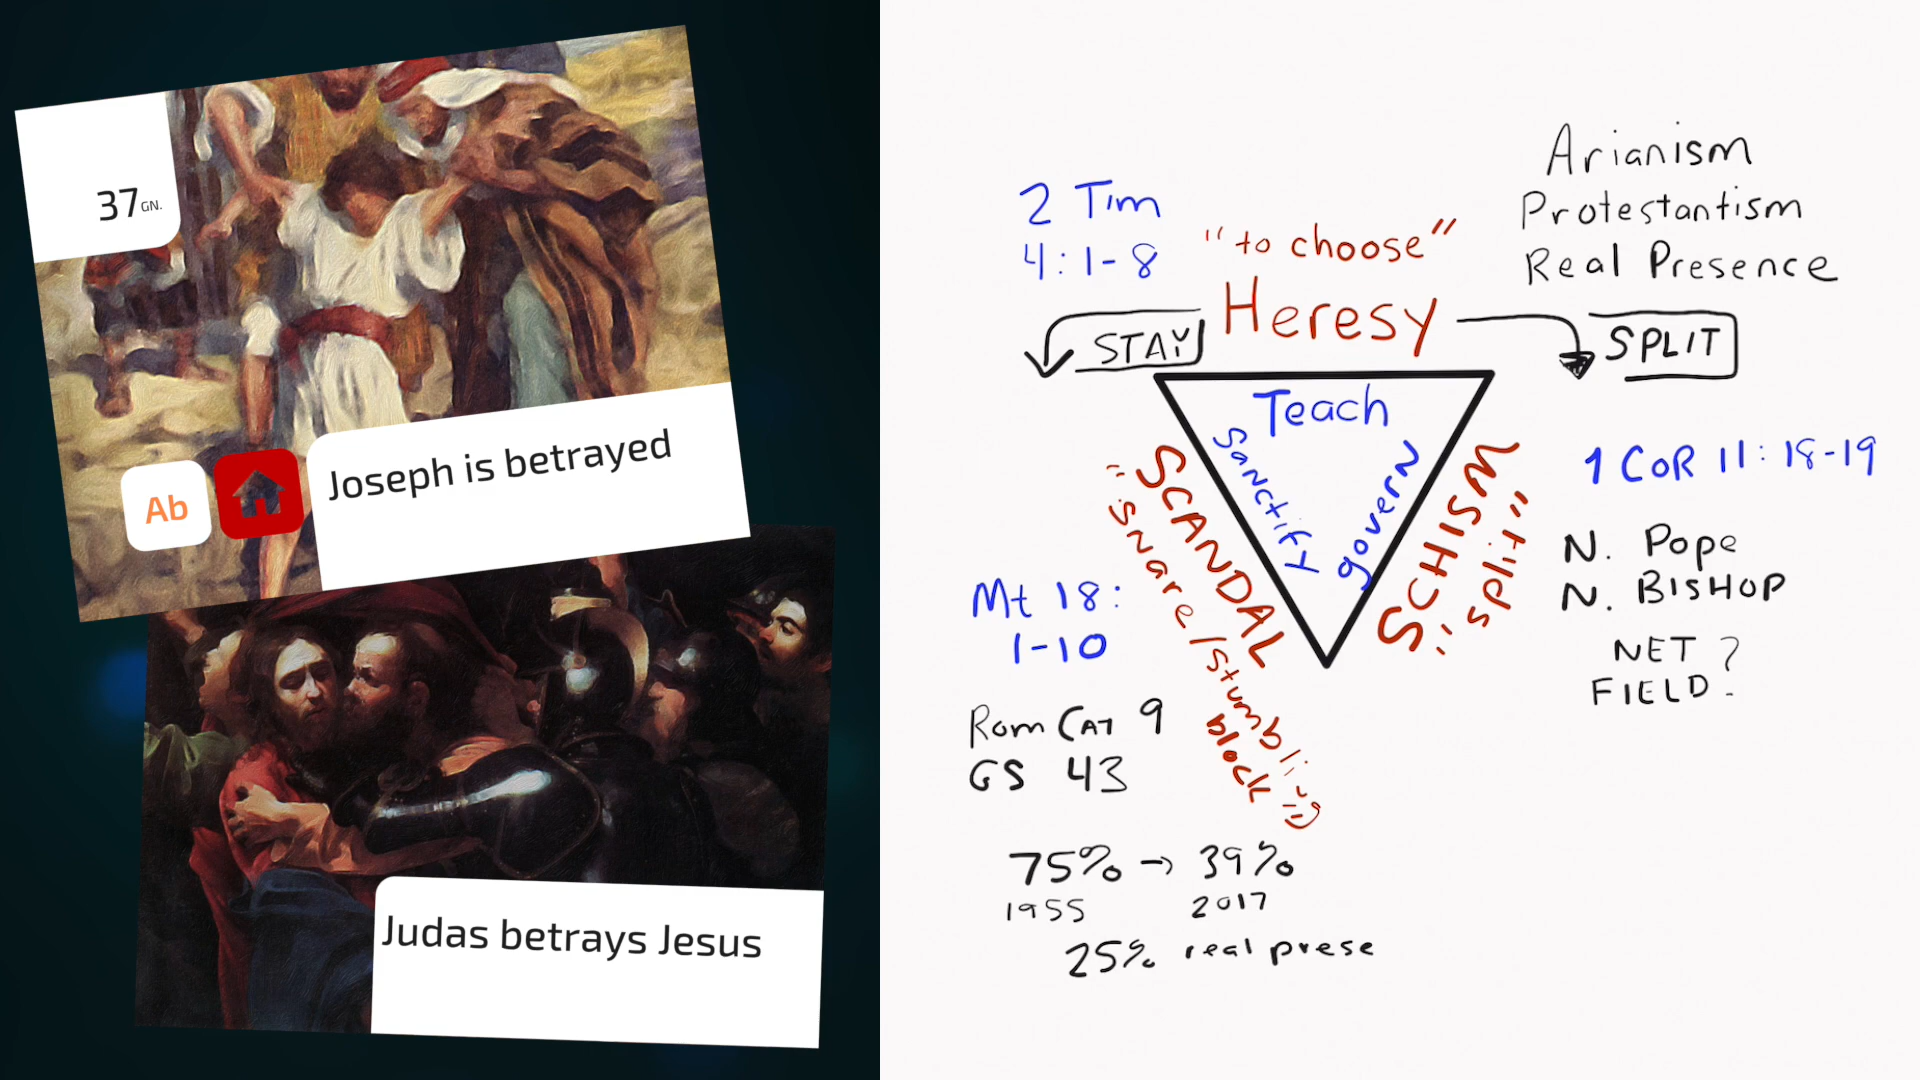 37 GN.
Ab
Joseph is betrayed
Judas betrays Jesus
2 Tim
4:1-8
"to choose"
Heresy
Arianism
Protestantism
Real Presence
STAY
SPLIT
Teach
Sanctify
govern
SCANDAL
"snare/stumbling
block"
SCHISM
"split"
1 COR 11:18-19
N. Pope
N. BISHOP
NET ?
FIELD.
Mt 18:
1-10
Rom CAT 9
GS 43
75% → 39%
1955 2017
25% real prese